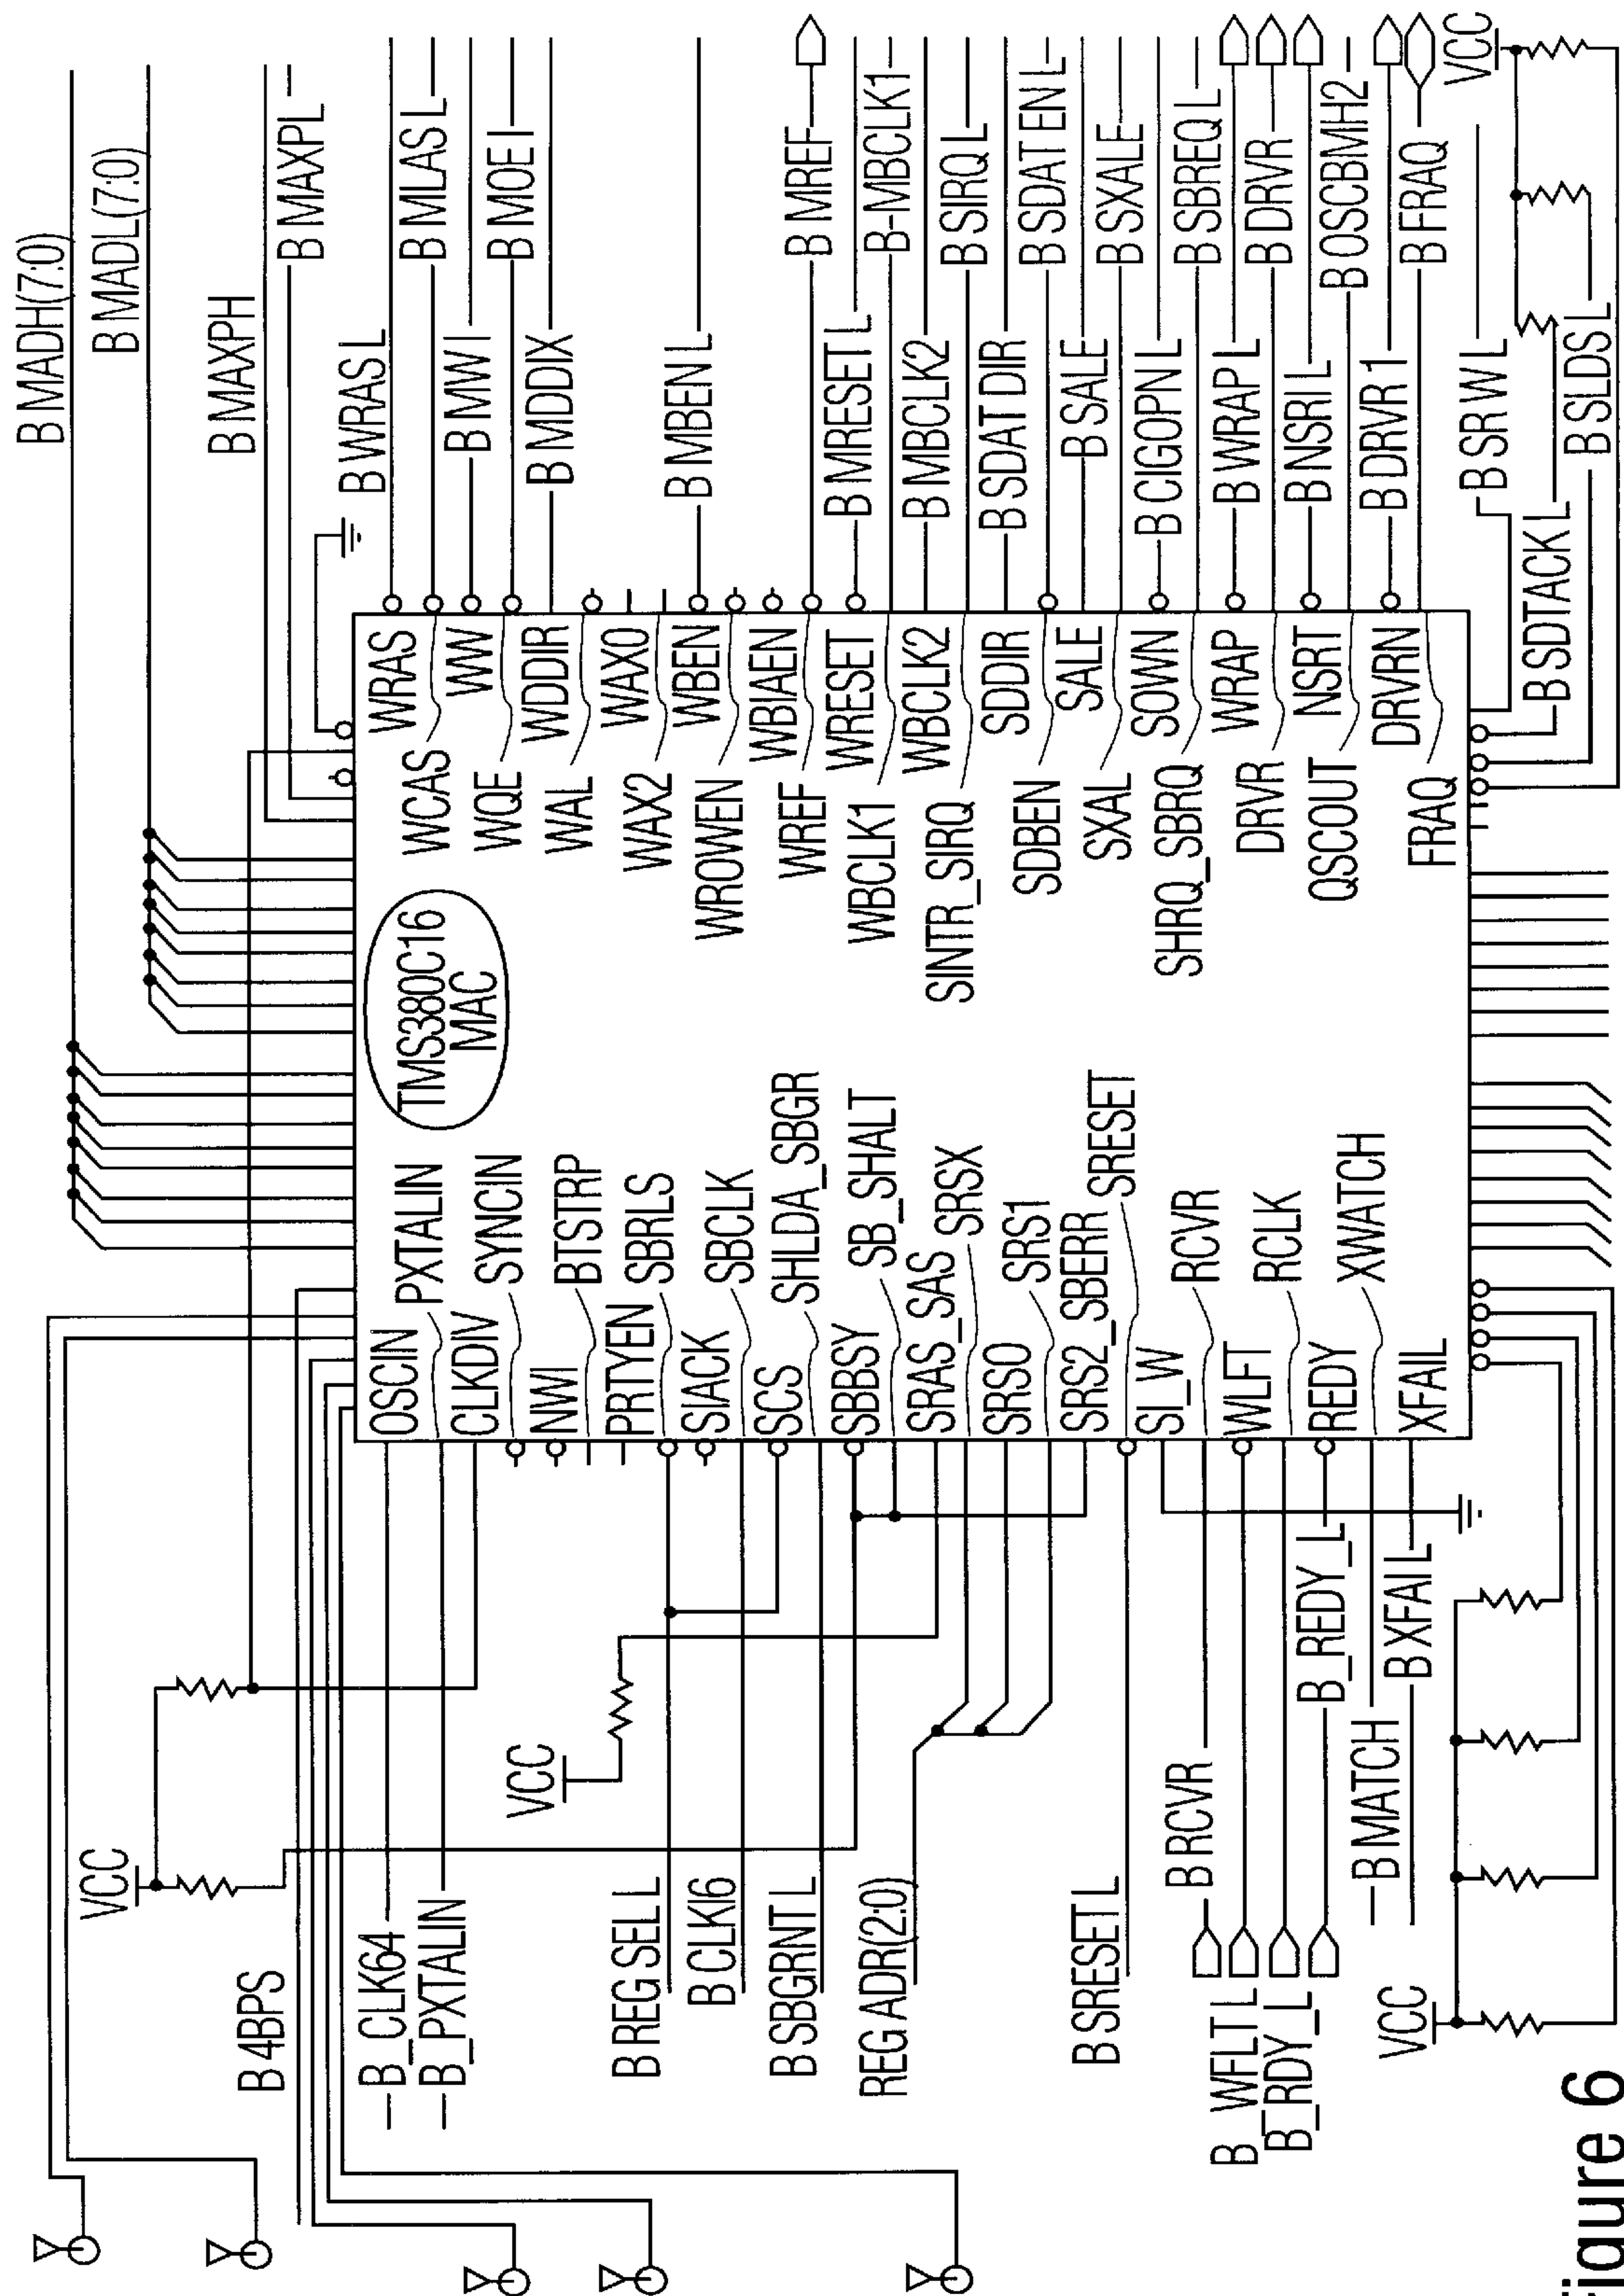 B MADH(7:0)
B MADL(7:0)
B MAXPH
B MAXPL
B WRAS L
B MLAS L
B MW I
B MOE I
B MDDIX
B MBEN L
B MREF
B MRESET L
B-MBCLK1
B MBCLK2
B SIRQ L
B SDAT DIR
B SDAT EN L
B SALE
B SXALE
B CIGOPN L
B SBREQ L
B WRAP L
B DRVR
B NSRI L
B OSCBMH2
B DRVR 1
B FRAQ
VCC
B SRW L
B SDTACK L
B SLDS L
TMS380C16
MAC
WRAS
WCAS
WW
WQE
WDDIR
WAL
WAX0
WAX2
WBEN
WROWEN
WBIAEN
WREF
WRESET
WBCLK1
WBCLK2
SINTR_SIRQ
SDDIR
SDBEN
SALE
SXAL
SOWN
SHRQ_SBRQ
WRAP
DRVR
NSRT
QSCOUT
DRVRN
FRAQ
OSCIN
PXTALIN
CLKDIV
SYNCIN
NWI
BTSTRP
PRTYEN
SBRLS
SIACK
SBCLK
SCS
SHLDA_SBGR
SBBSY
SB_SHALT
SRAS_SAS
SRSX
SRSO
SRS1
SRS2_SBERR
SRESET
SI_W
RCVR
WLFT
RCLK
REDY
XWATCH
XFAIL
VCC
B 4BPS
B_CLK64
B_PXTALIN
VCC
B REG SEL L
B CLKI6
B SBGRNT L
REG ADR(2:0)
B SRESET L
B RCVR
B_WFLT L
B_RDY_L
B_REDY_L
B MATCH
B XFAIL
VCC
Figure 6